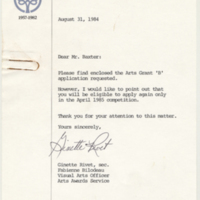 1957-1982
August 31, 1984
Dear Mr. Baxter:
Please find enclosed the Arts Grant "B"
application requested.
However, I would like to point out that
you will be eligible to apply again only
in the April 1985 competition.
Thank you for your attention to this matter.
Yours sincerely,
Ginette Rivet, sec.
Fabienne Bilodeau
Visual Arts Officer
Arts Awards Service